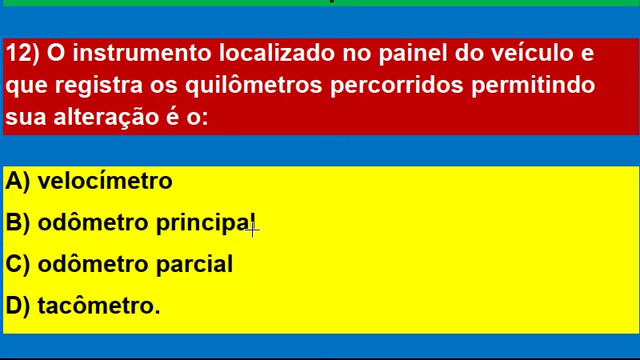 12) O instrumento localizado no painel do veículo e
que registra os quilômetros percorridos permitindo
sua alteração é o:
A) velocímetro
B) odômetro principal
C) odômetro parcial
D) tacômetro.